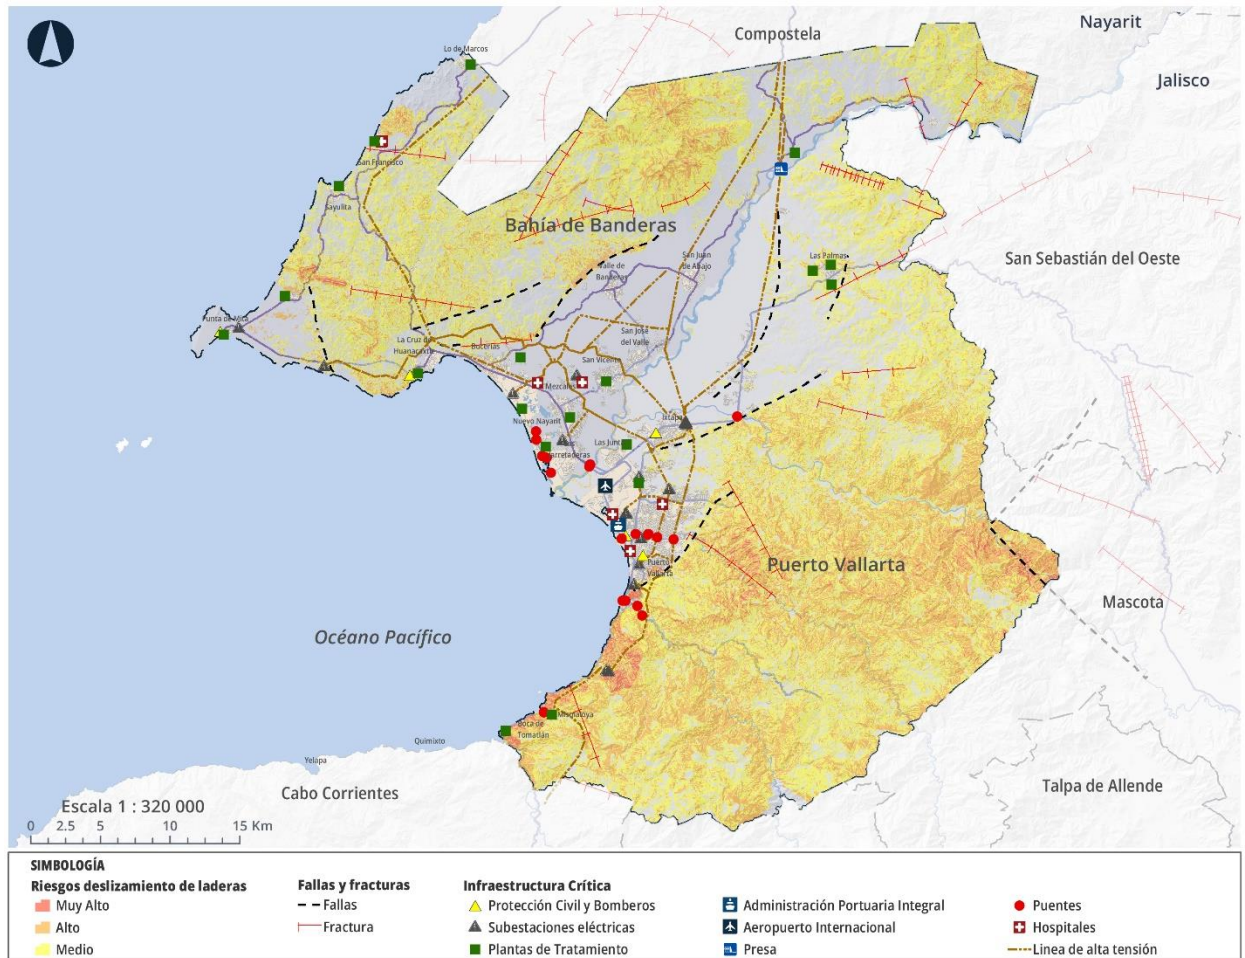 Nayarit
Compostela
Lo de Marcos
Jalisco
San Francisco
Sayulita
Bahía de Banderas
San Juan
de Abajo
Las Palmas
San Sebastián del Oeste
Valle de
Banderas
Punta de Mita
La Cruz de
Huanacaxtle
Bucerías
San José
del Valle
San Vicente
Mezcales
Nuevo Nayarit
Ixtapa
Las Juntas
Jarretaderas
Puerto
Vallarta
Puerto Vallarta
Mascota
Océano Pacífico
Mismaloya
Boca de
Tomatlán
Quimixto
Yelapa
Cabo Corrientes
Talpa de Allende
Escala 1 : 320 000
0 2.5 5 10 15 Km
SIMBOLOGÍA
Riesgos deslizamiento de laderas
Muy Alto
Alto
Medio
Fallas y fracturas
Fallas
Fractura
Infraestructura Crítica
Protección Civil y Bomberos
Subestaciones eléctricas
Plantas de Tratamiento
Administración Portuaria Integral
Aeropuerto Internacional
Presa
Puentes
Hospitales
Linea de alta tensión